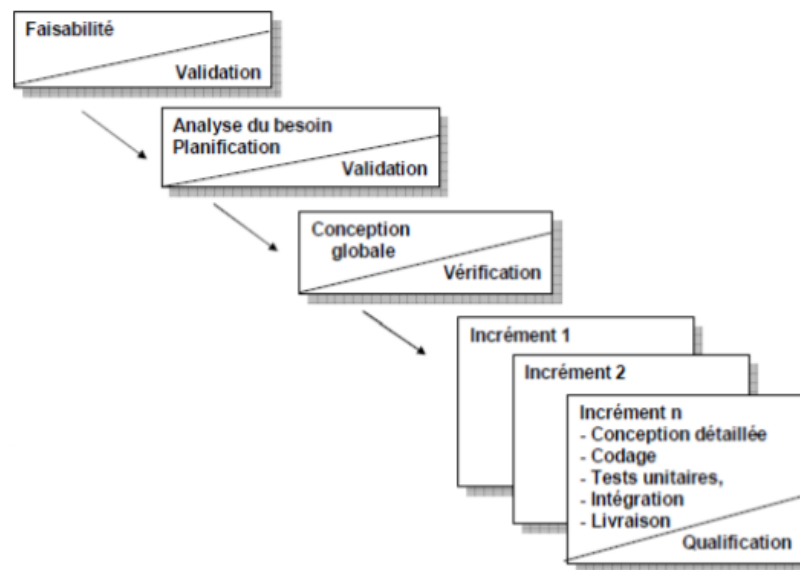 Faisabilité
Validation
Analyse du besoin
Planification
Validation
Conception
globale
Vérification
Incrément 1
Incrément 2
Incrément n
- Conception détaillée
- Codage
- Tests unitaires,
- Intégration
- Livraison
Qualification